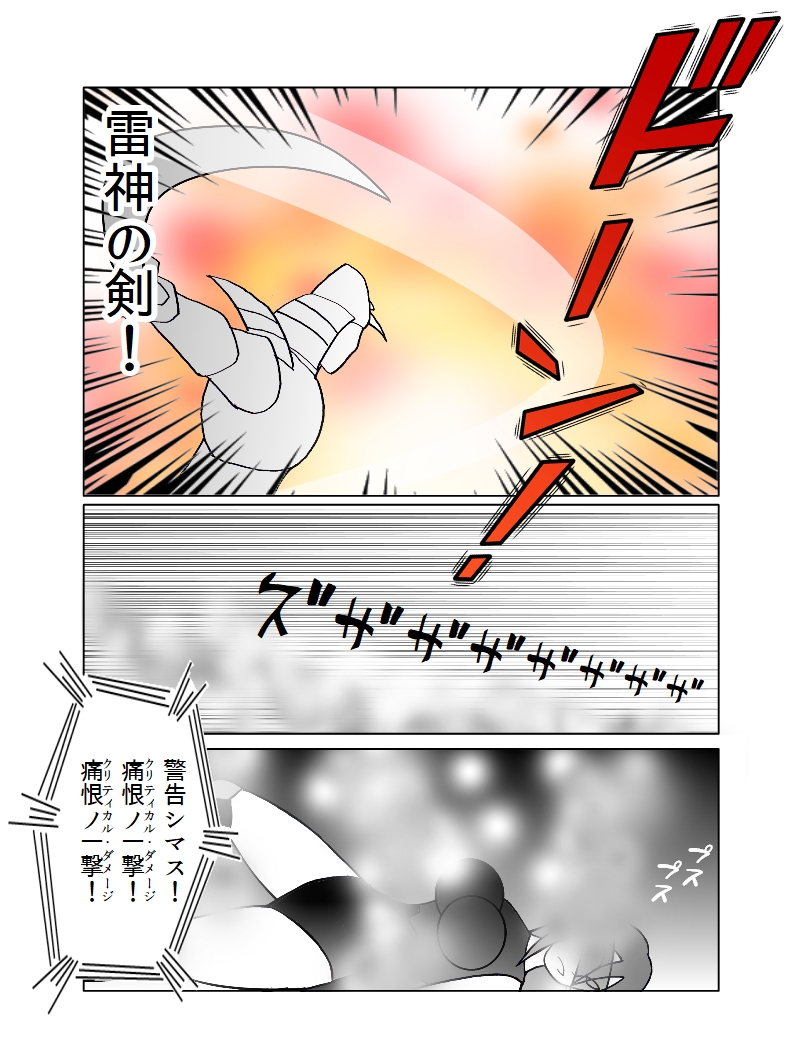 ドドーン!
雷神の剣!
ズザザザザザザザ
警告シマス!
痛恨ノ一撃!
クリティカル・ダメージ
痛恨ノ一撃!
クリティカル・ダメージ
プス
プス